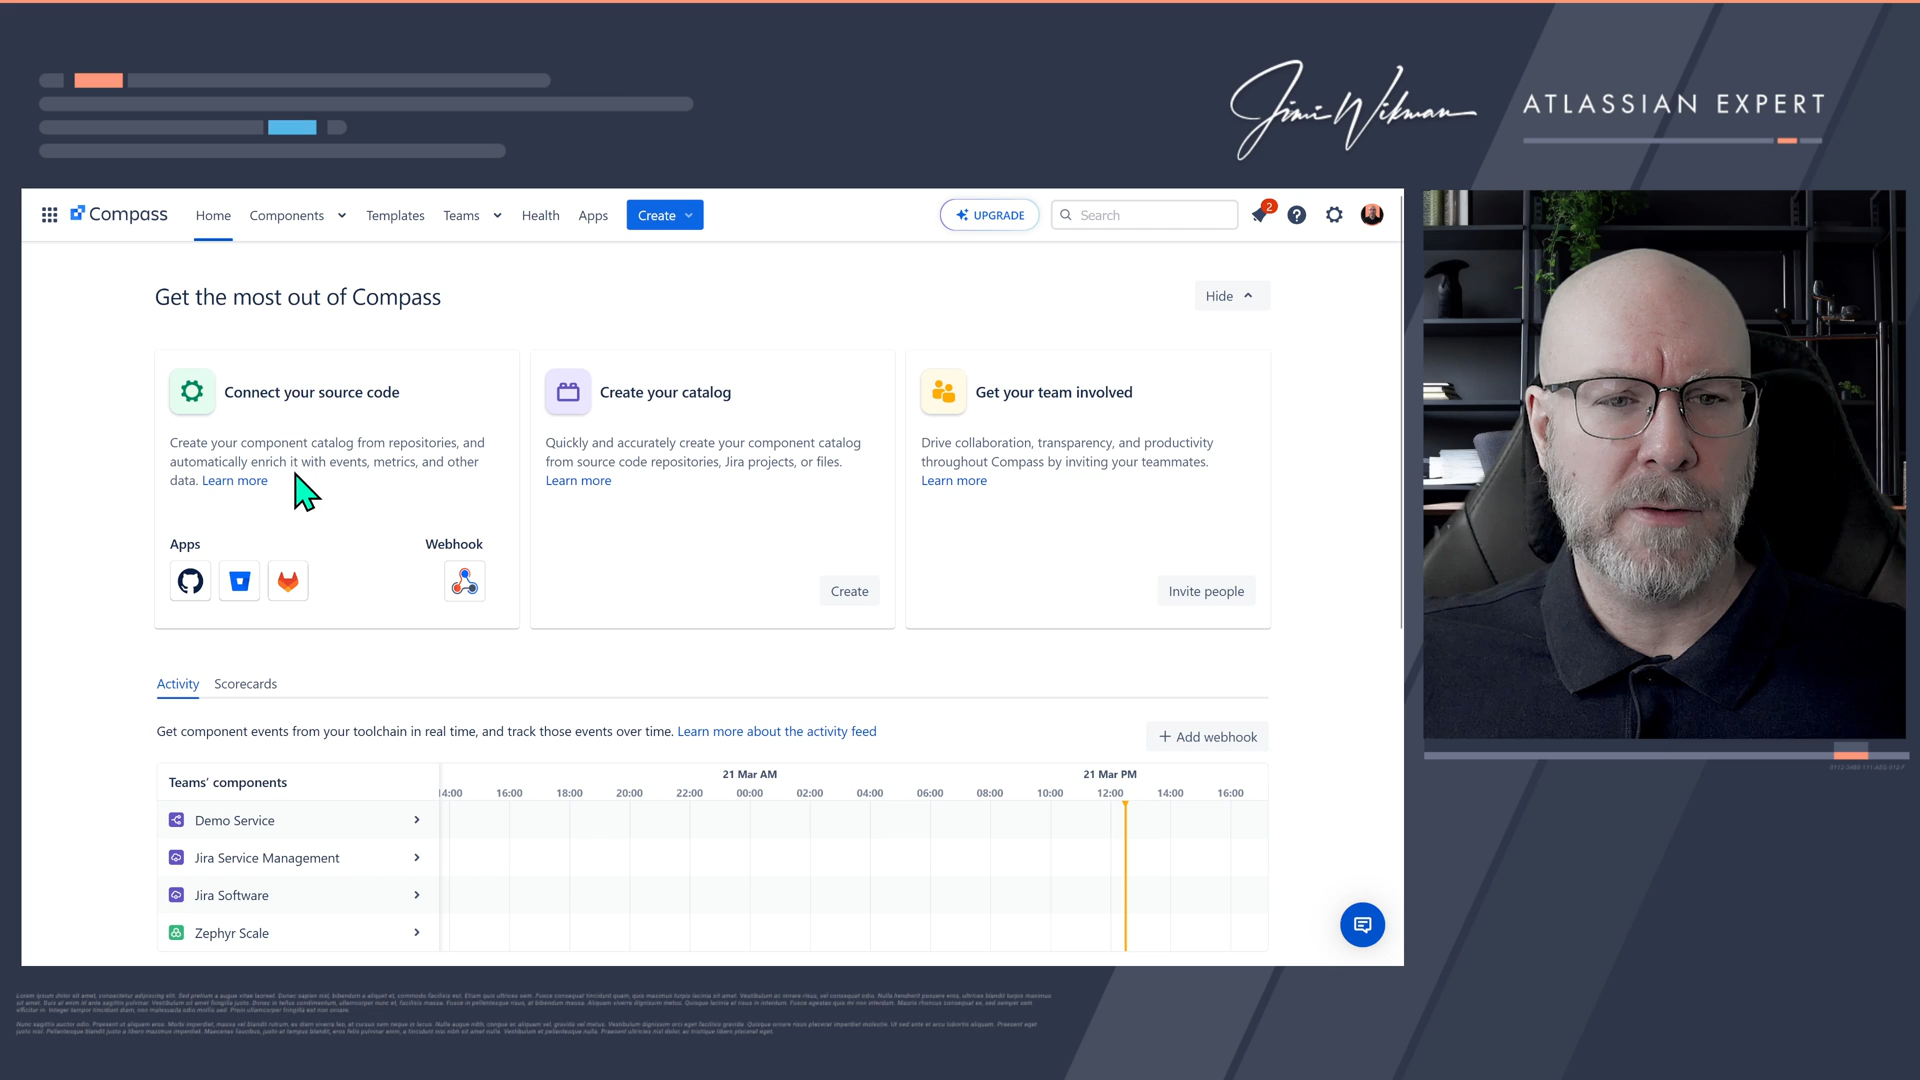 Jimi Wikman
ATLASSIAN EXPERT
Compass
Home
Components
Templates
Teams
Health
Apps
Create
UPGRADE
Search
2
Get the most out of Compass
Hide
Connect your source code
Create your component catalog from repositories, and
automatically enrich it with events, metrics, and other
data. Learn more
Apps
Webhook
Create your catalog
Quickly and accurately create your component catalog
from source code repositories, Jira projects, or files.
Learn more
Create
Get your team involved
Drive collaboration, transparency, and productivity
throughout Compass by inviting your teammates.
Learn more
Invite people
Activity
Scorecards
Get component events from your toolchain in real time, and track those events over time. Learn more about the activity feed
+ Add webhook
Teams’ components
21 Mar AM
21 Mar PM
14:00 16:00 18:00 20:00 22:00 00:00 02:00 04:00 06:00 08:00 10:00 12:00 14:00 16:00
Demo Service
Jira Service Management
Jira Software
Zephyr Scale